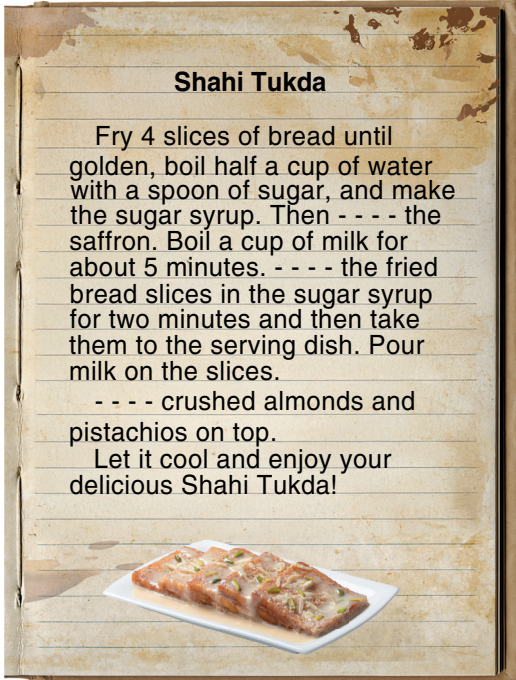 Shahi Tukda
Fry 4 slices of bread until
golden, boil half a cup of water
with a spoon of sugar, and make
the sugar syrup. Then - - - - the
saffron. Boil a cup of milk for
about 5 minutes. - - - - the fried
bread slices in the sugar syrup
for two minutes and then take
them to the serving dish. Pour
milk on the slices.
- - - - crushed almonds and
pistachios on top.
Let it cool and enjoy your
delicious Shahi Tukda!